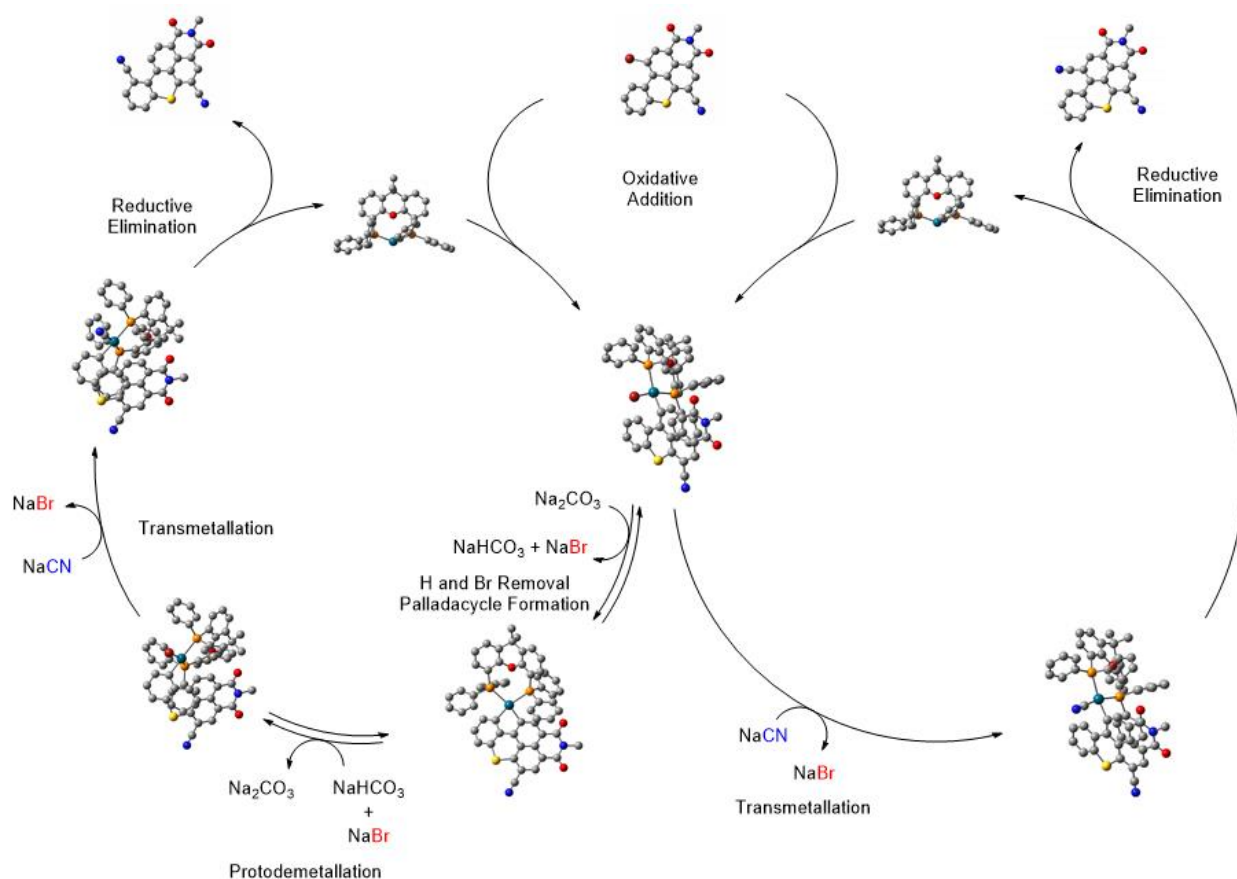 Reductive
Elimination
Oxidative
Addition
Reductive
Elimination
NaBr
Transmetallation
NaCN
Na₂CO₃
NaHCO₃ + NaBr
H and Br Removal
Palladacycle Formation
Na₂CO₃
NaHCO₃
+
NaBr
Protodemetallation
NaCN
NaBr
Transmetallation